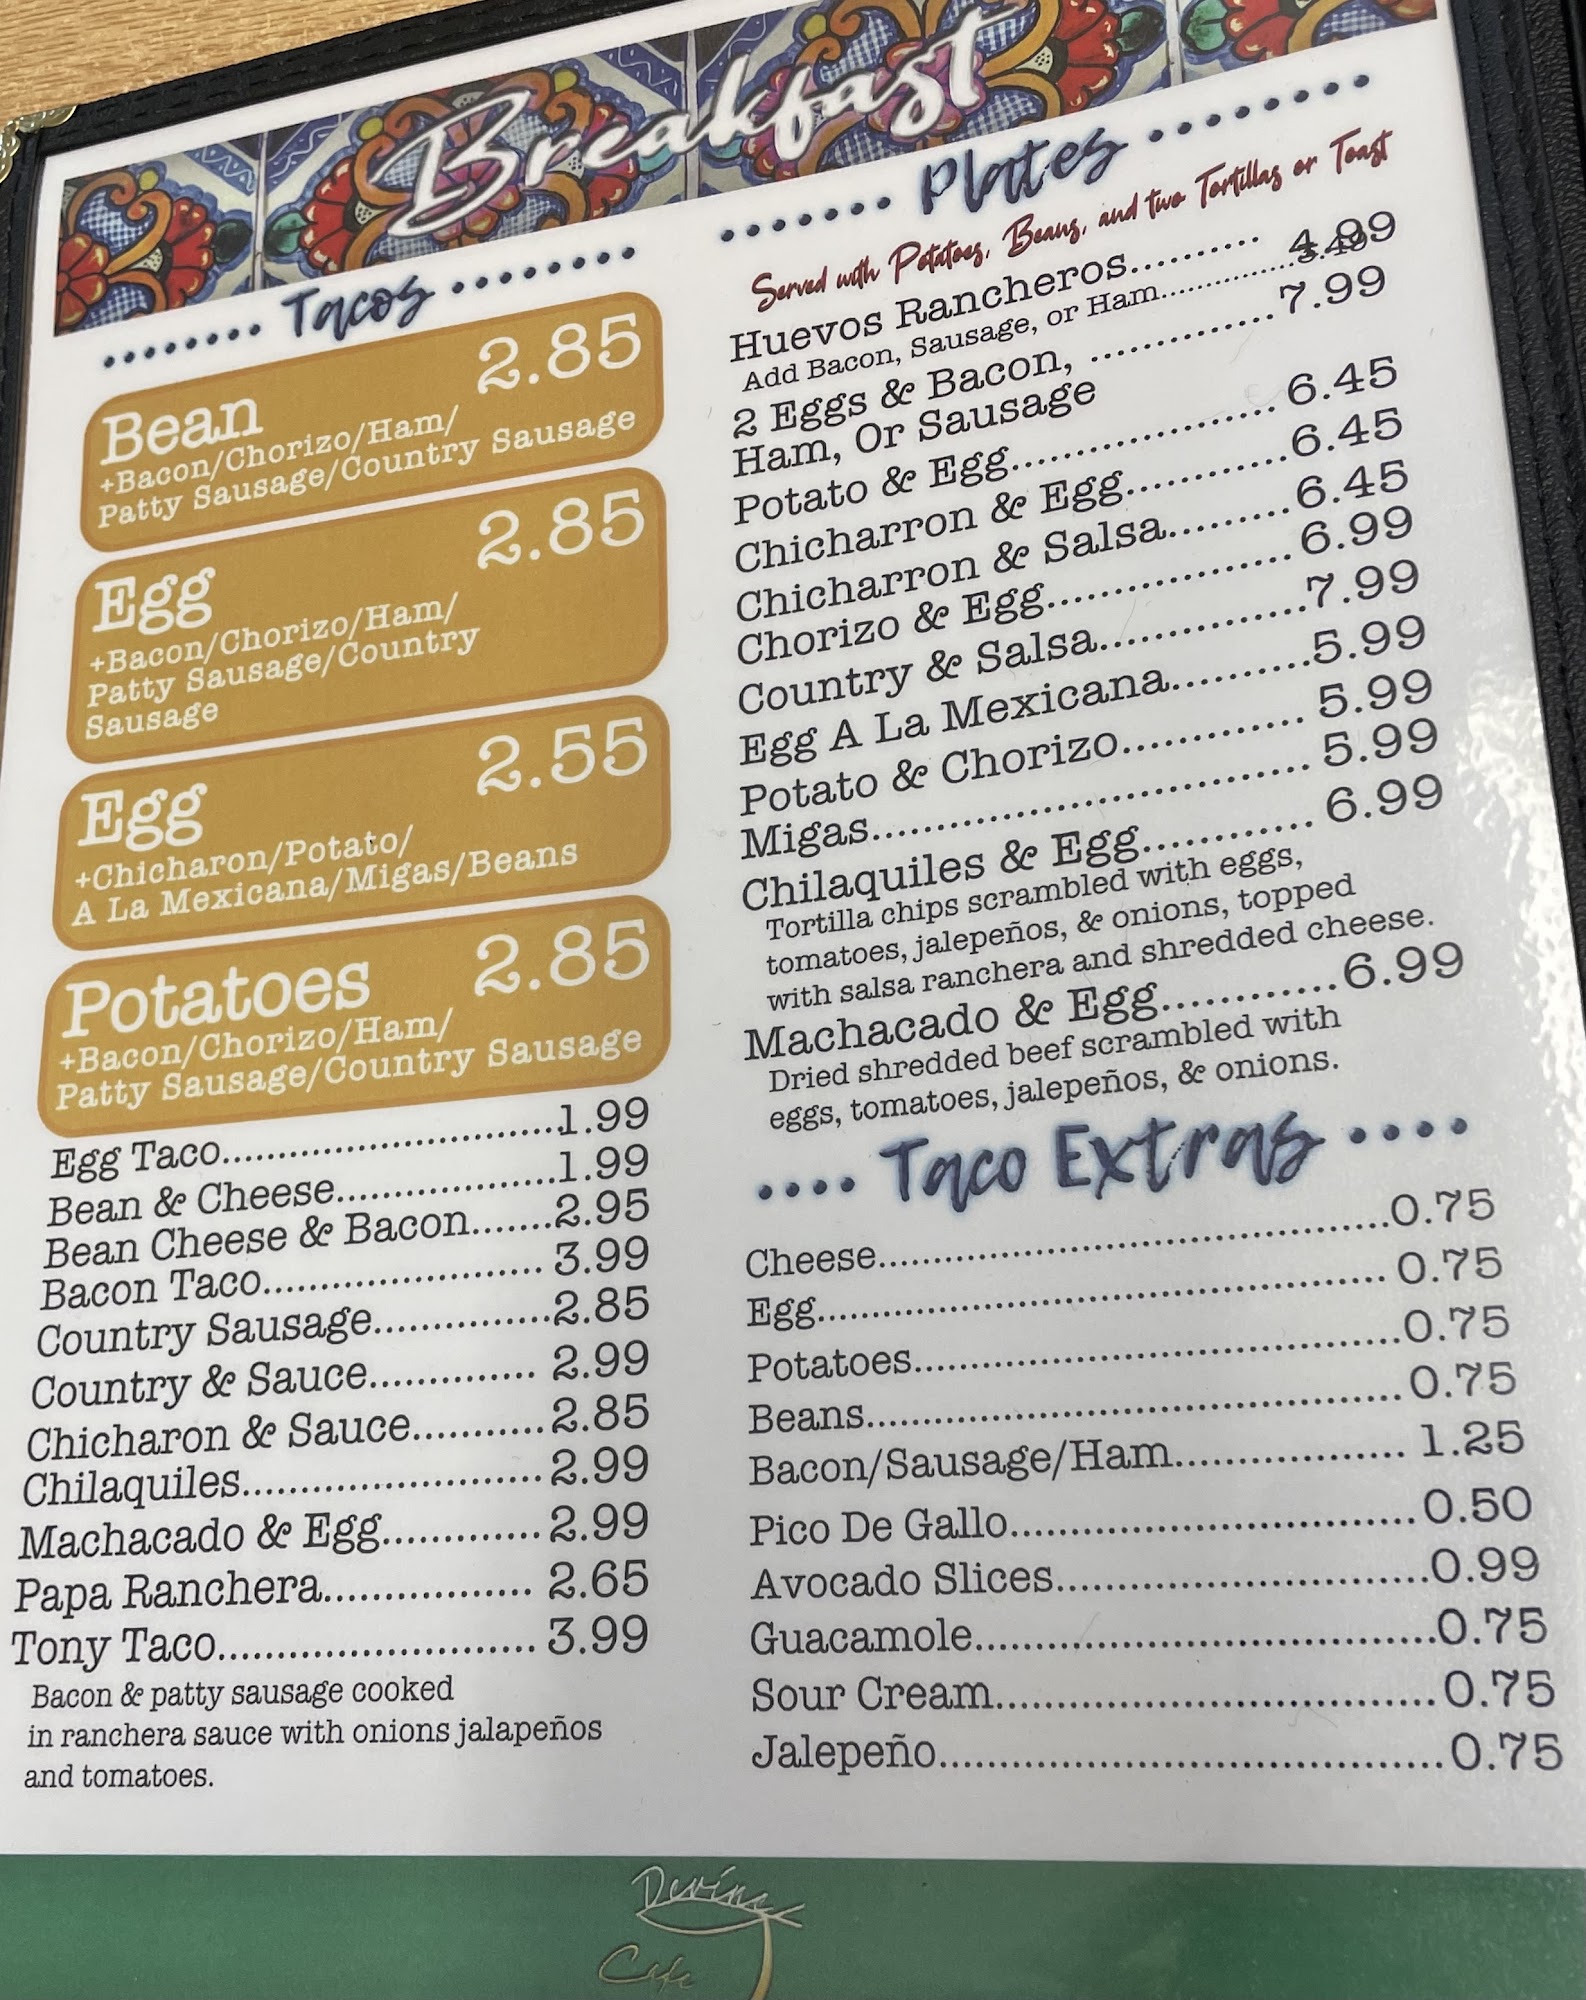 Breakfast
Tacos
Bean 2.85
+Bacon/Chorizo/Ham/
Patty Sausage/Country Sausage
Egg 2.85
+Bacon/Chorizo/Ham/
Patty Sausage/Country
Sausage
Egg 2.55
+Chicharon/Potato/
A La Mexicana/Migas/Beans
Potatoes 2.85
+Bacon/Chorizo/Ham/
Patty Sausage/Country Sausage
Egg Taco 1.99
Bean & Cheese 1.99
Bean Cheese & Bacon 2.95
Bacon Taco 3.99
Country Sausage 2.85
Country & Sauce 2.99
Chicharon & Sauce 2.85
Chilaquiles 2.99
Machacado & Egg 2.99
Papa Ranchera 2.65
Tony Taco 3.99
Bacon & patty sausage cooked
in ranchera sauce with onions jalapeños
and tomatoes.
Plates
Served with Potatoes, Beans, and two Tortillas or Toast
Huevos Rancheros 4.99
Add Bacon, Sausage, or Ham 3.49
2 Eggs & Bacon, 7.99
Ham, Or Sausage
Potato & Egg 6.45
Chicharron & Egg 6.45
Chicharron & Salsa 6.45
Chorizo & Egg 6.99
Country & Salsa 7.99
Egg A La Mexicana 5.99
Potato & Chorizo 5.99
Migas 5.99
Chilaquiles & Egg 6.99
Tortilla chips scrambled with eggs,
tomatoes, jalepeños, & onions, topped
with salsa ranchera and shredded cheese.
Machacado & Egg 6.99
Dried shredded beef scrambled with
eggs, tomatoes, jalepeños, & onions.
Taco Extras
Cheese 0.75
Egg 0.75
Potatoes 0.75
Beans 0.75
Bacon/Sausage/Ham 1.25
Pico De Gallo 0.50
Avocado Slices 0.99
Guacamole 0.75
Sour Cream 0.75
Jalepeño 0.75
Devine
Cafe